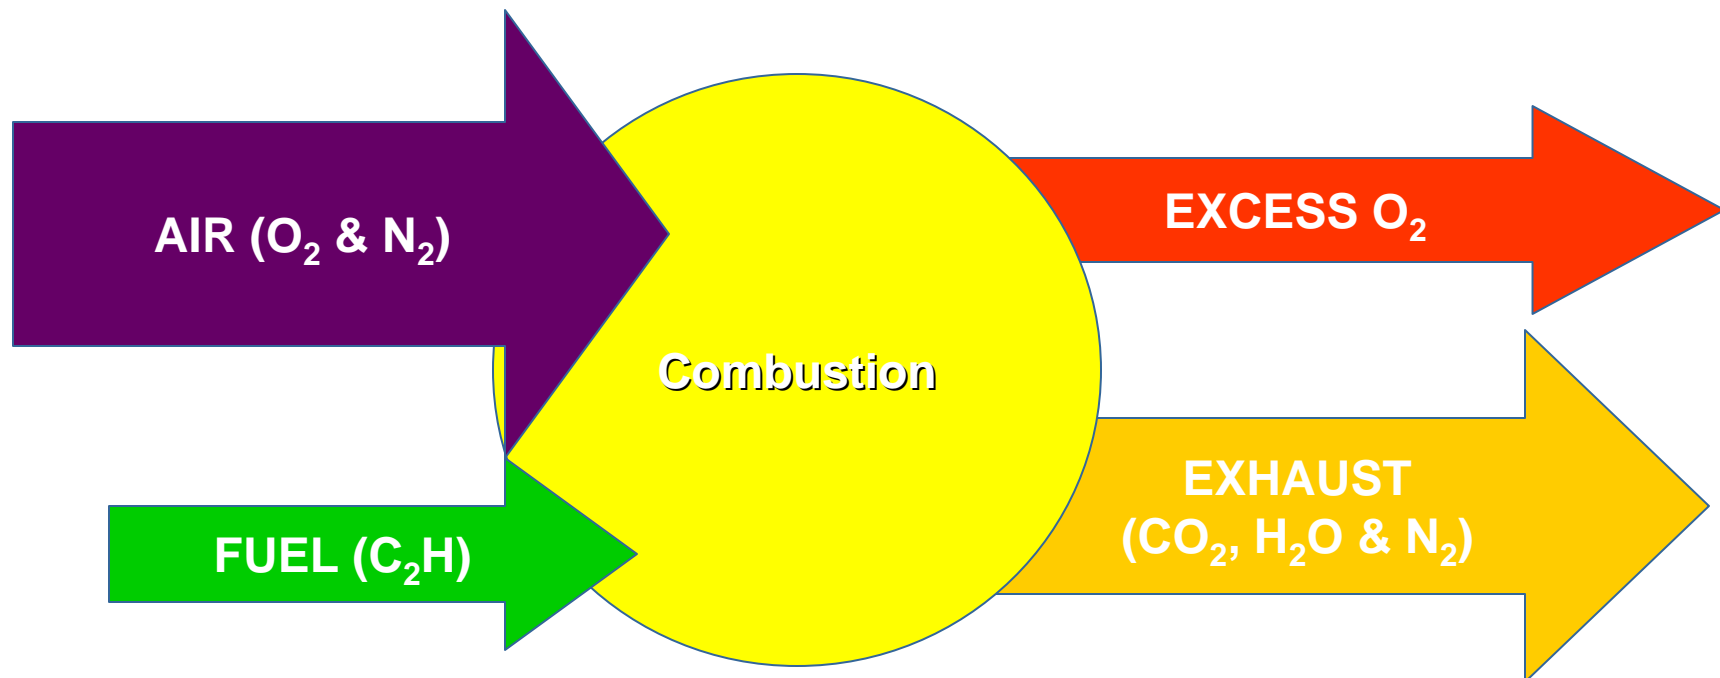 AIR (O₂ & N₂)
EXCESS O₂
Combustion
EXHAUST
(CO₂, H₂O & N₂)
FUEL (C₂H)